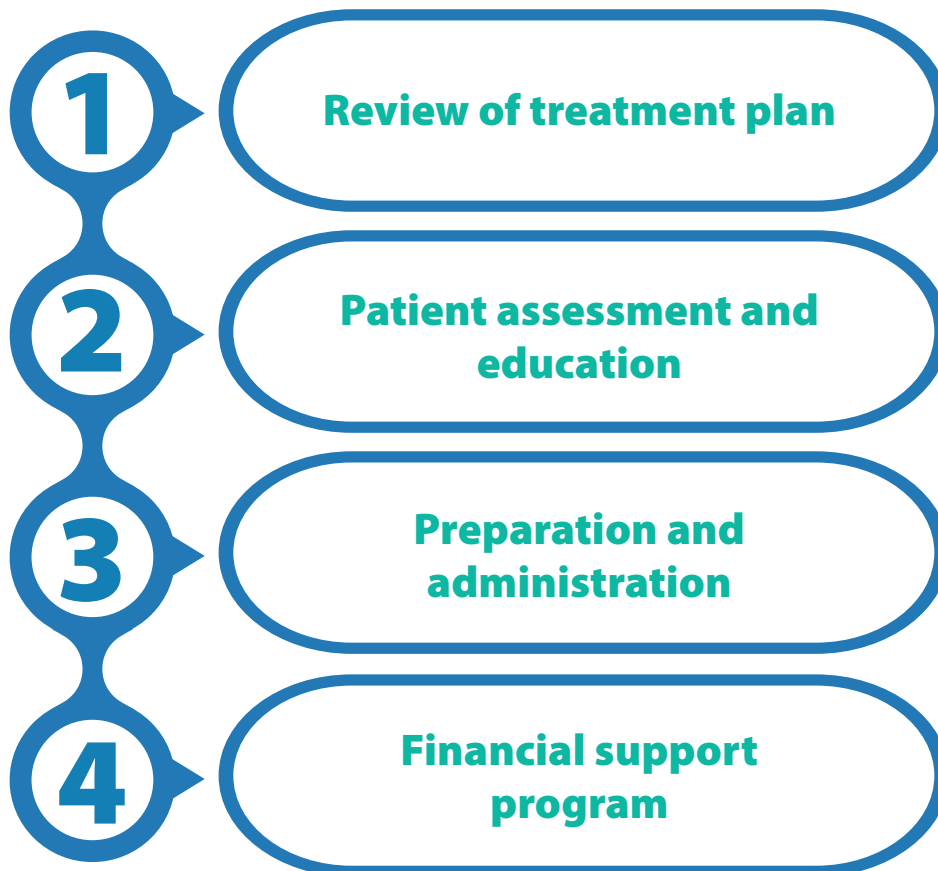 1
Review of treatment plan
2
Patient assessment and
education
3
Preparation and
administration
4
Financial support
program